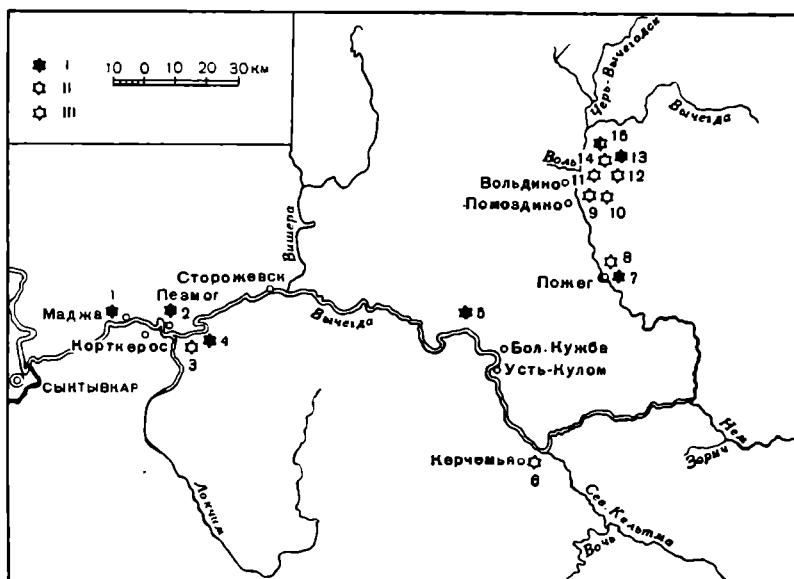 I
II
III
10 0 10 20 30 км
Черь-Вычегодск
Вычегда
15
Воль
14
13
11
12
Вольдино
Помоздино
9
10
8
Пожег
7
Вишера
Сторожевск
1
Пезмог
Маджа
2
Вычегда
5
Корткерос
4
3
Бол. Кужба
Усть-Кулом
СЫКТЫВКАР
Нем
Зорыч
Керчемья
6
Локчим
Сев. Кельтма
Вочь